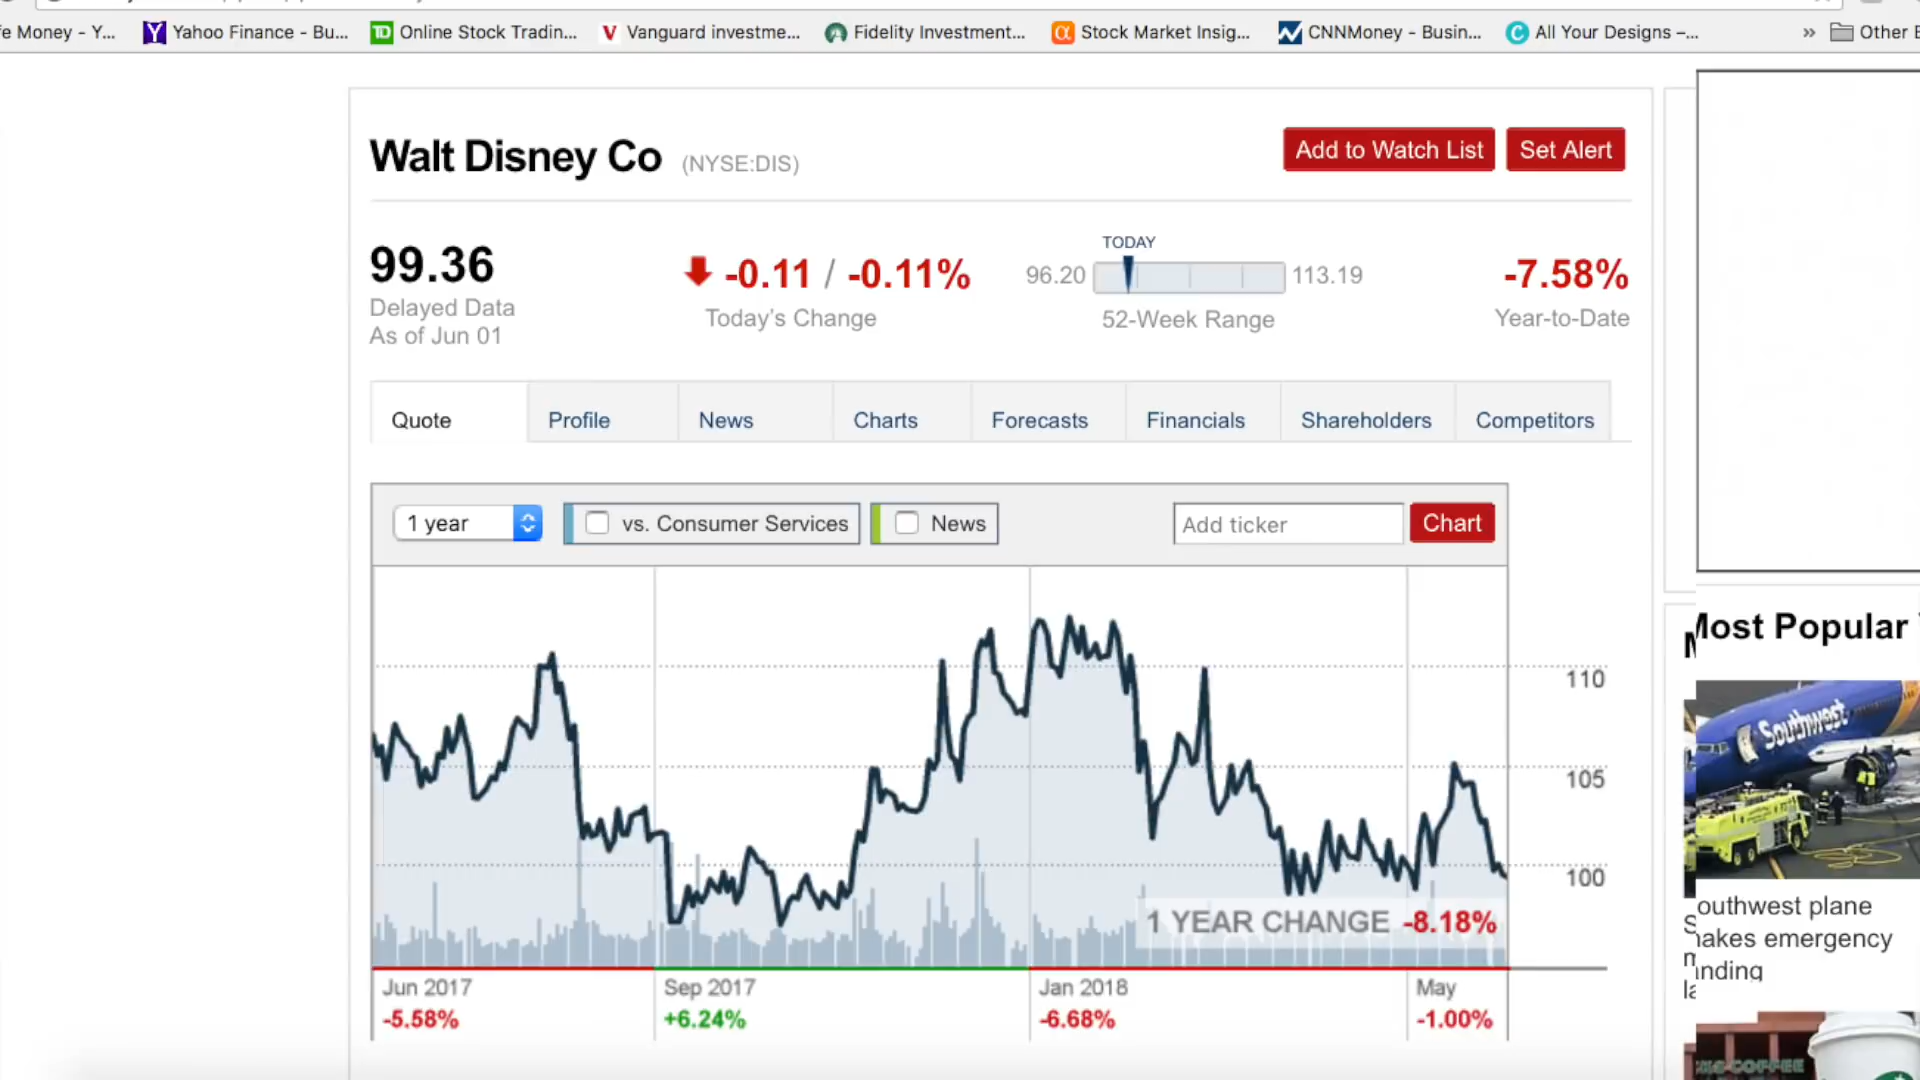 fe Money - Y...
Yahoo Finance - Bu...
TD Online Stock Tradin...
V Vanguard investme...
Fidelity Investment...
α Stock Market Insig...
CNNMoney - Busin...
C All Your Designs –...
»
Other B
Walt Disney Co (NYSE:DIS)
Add to Watch List
Set Alert
99.36
Delayed Data
As of Jun 01
-0.11 / -0.11%
Today's Change
TODAY
96.20
113.19
52-Week Range
-7.58%
Year-to-Date
Quote
Profile
News
Charts
Forecasts
Financials
Shareholders
Competitors
1 year
vs. Consumer Services
News
Add ticker
Chart
110
105
100
1 YEAR CHANGE -8.18%
Jun 2017
Sep 2017
Jan 2018
May
-5.58%
+6.24%
-6.68%
-1.00%
Most Popular
Southwest
outhwest plane
akes emergency
nding
COFFEE